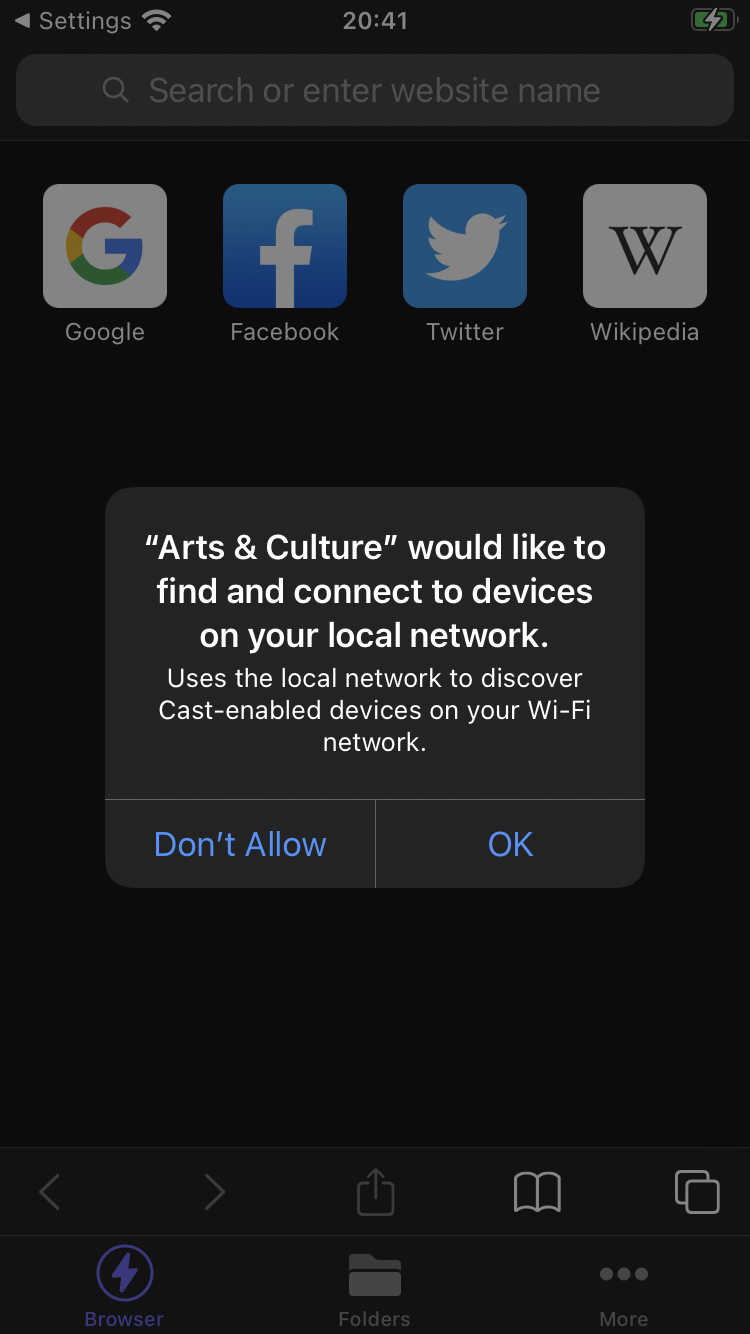 Settings
20:41
Search or enter website name
Google
Facebook
Twitter
W
Wikipedia
“Arts & Culture” would like to
find and connect to devices
on your local network.
Uses the local network to discover
Cast-enabled devices on your Wi-Fi
network.
Don’t Allow
OK
Browser
Folders
More